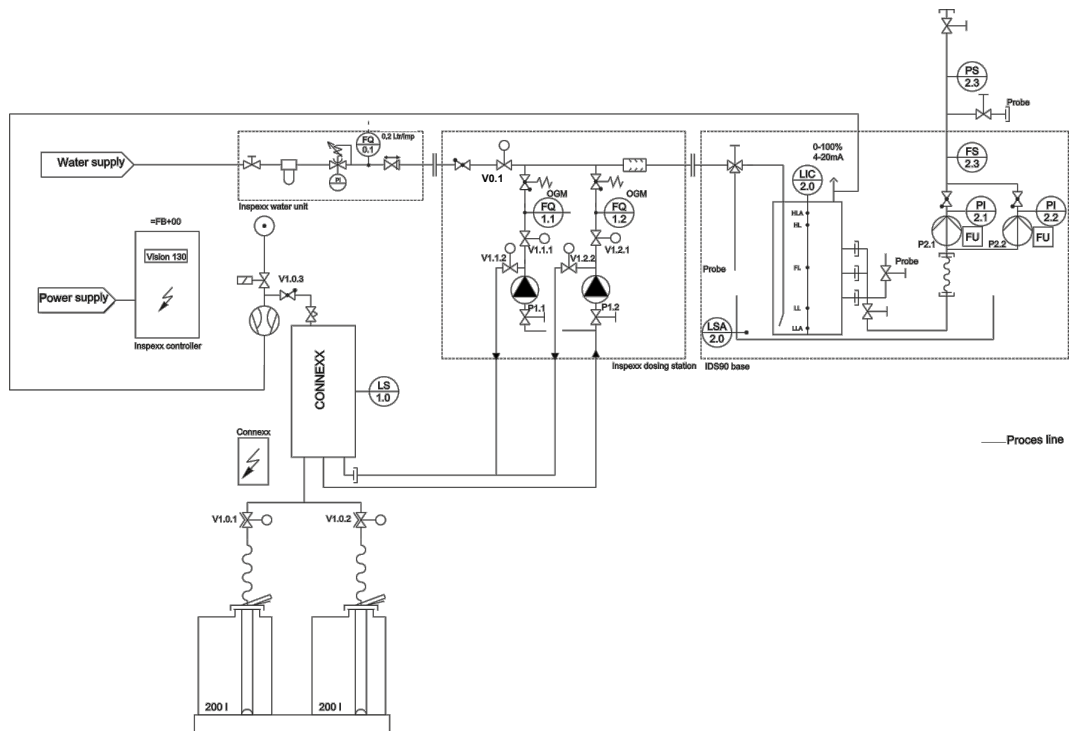 PS
2.3
Probe
0,2 Ltr/imp
FQ
0.1
Water supply
PI
Inspexx water unit
V0.1
OGM
OGM
FQ
1.1
FQ
1.2
0-100%
4-20mA
LIC
2.0
FS
2.3
HLA
HL
FL
LL
LLA
PI
2.1
PI
2.2
FU
FU
P2.1
P2.2
=FB+00
Vision 130
Power supply
Inspexx controller
V1.0.3
V1.1.1
V1.1.2
V1.2.1
V1.2.2
P1.1
P1.2
Probe
Probe
LSA
2.0
Inspexx dosing station
IDS90 base
CONNEXX
LS
1.0
Connexx
Proces line
V1.0.1
V1.0.2
200 l
200 l